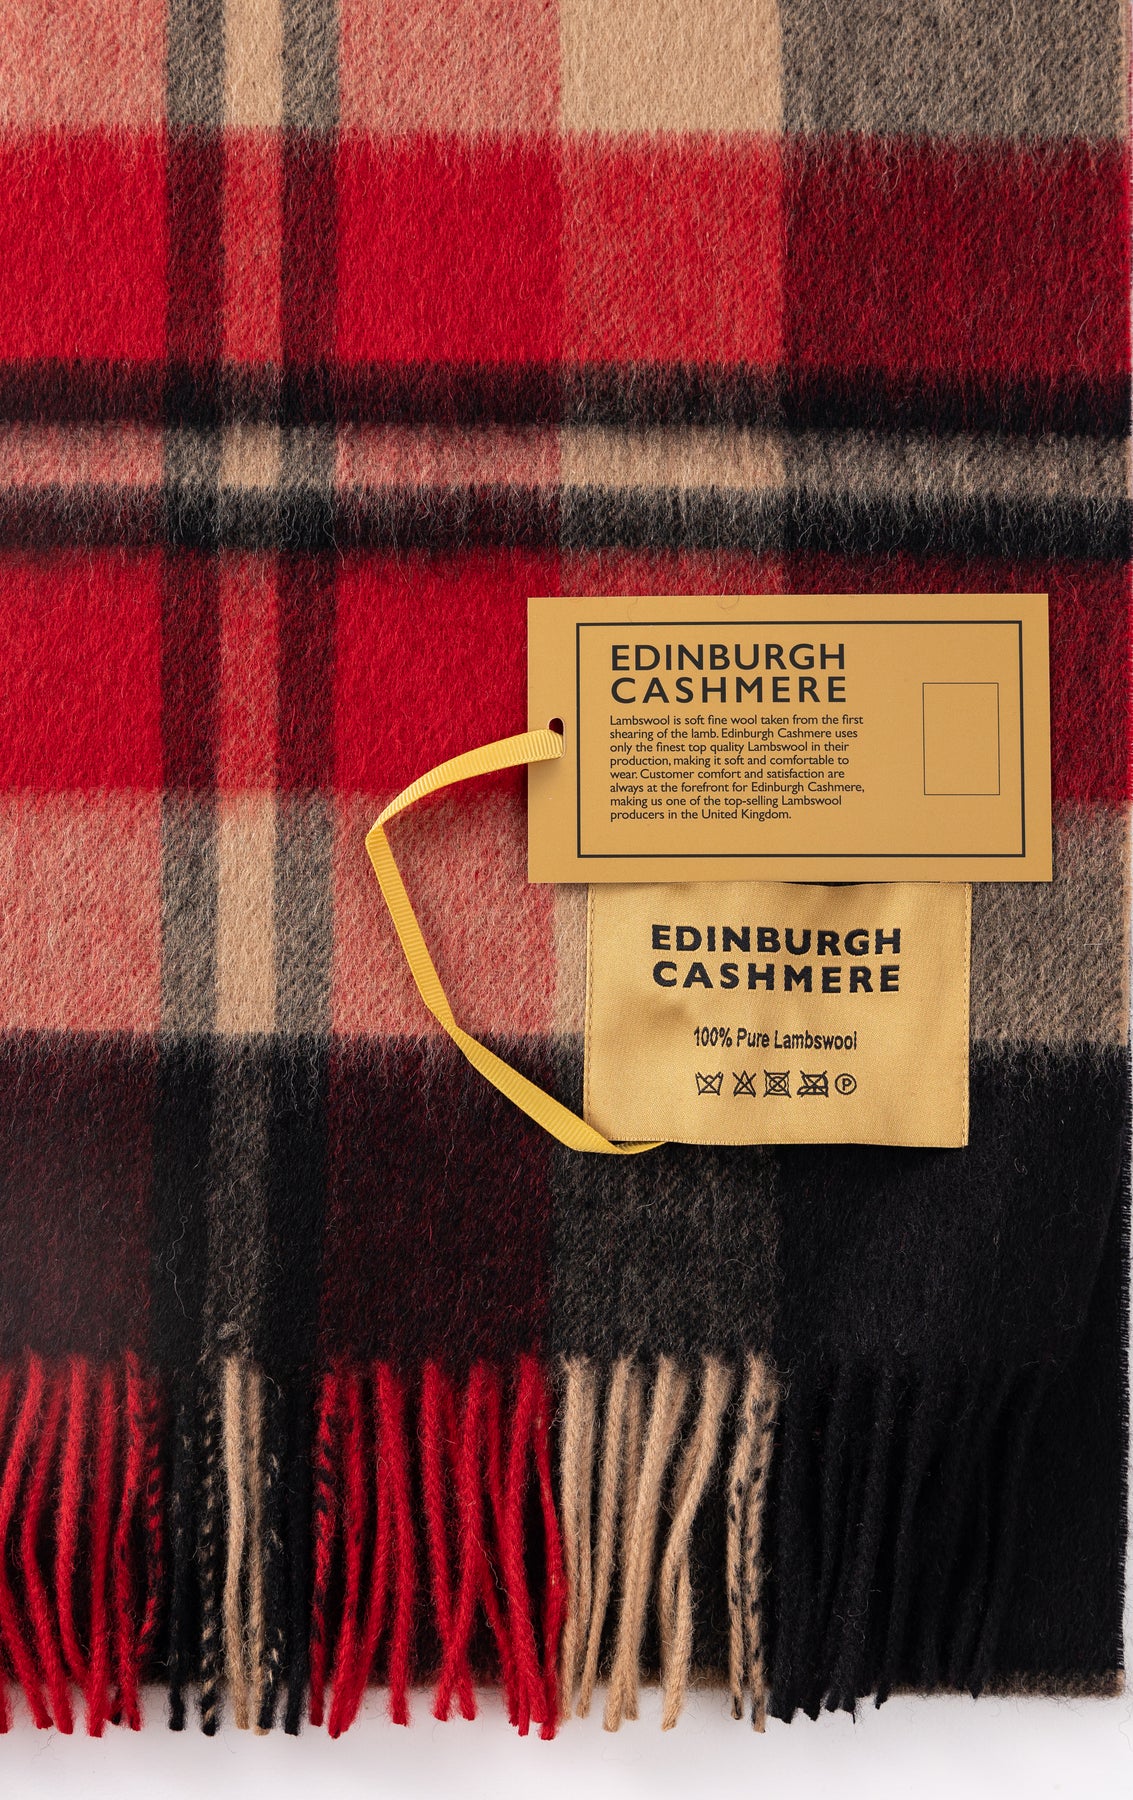 EDINBURGH
CASHMERE
Lambswool is soft fine wool taken from the first
shearing of the lamb. Edinburgh Cashmere uses
only the finest top quality Lambswool in their
production, making it soft and comfortable to
wear. Customer comfort and satisfaction are
always at the forefront for Edinburgh Cashmere,
making us one of the top-selling Lambswool
producers in the United Kingdom.
EDINBURGH
CASHMERE
100% Pure Lambswool
P